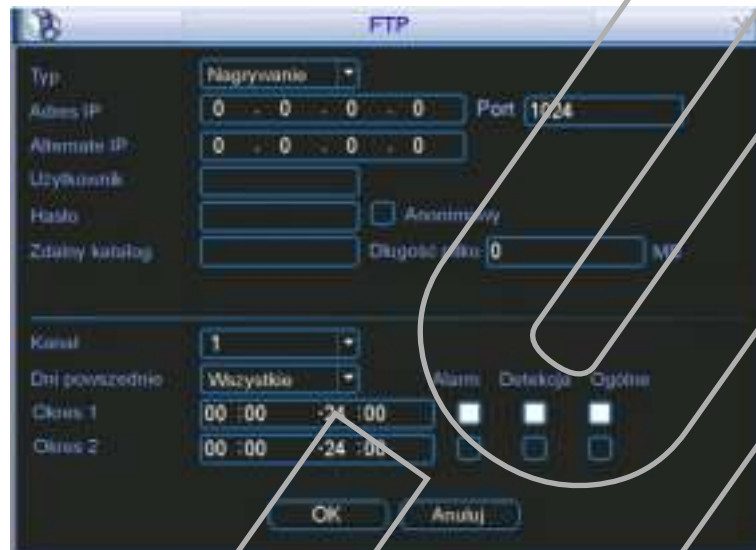 FTP
Typ Nagrywanie
Adres IP 0 . 0 . 0 . 0 Port 1024
Alternate IP 0 . 0 . 0 . 0
Użytkownik
Hasło Anonimowy
Zdalny katalog Długość pliku 0 MB
Kanał 1
Dni powszednie Wszystkie Alarm Detekcja Ogólne
Okres 1 00 :00 -24 :00
Okres 2 00 :00 -24 :00
OK Anuluj